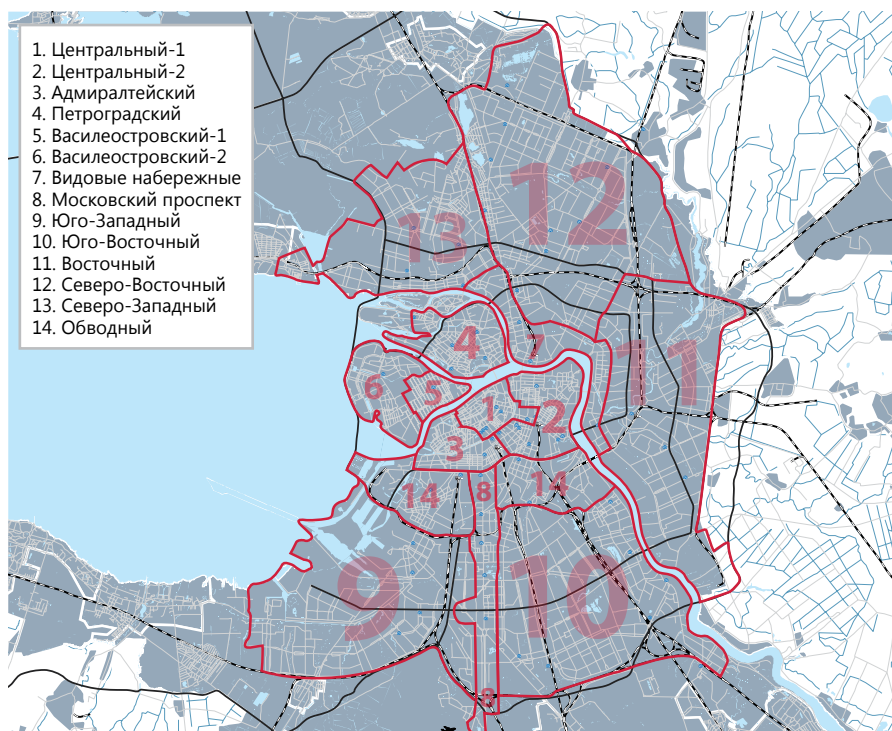 1. Центральный-1
2. Центральный-2
3. Адмиралтейский
4. Петроградский
5. Василеостровский-1
6. Василеостровский-2
7. Видовые набережные
8. Московский проспект
9. Юго-Западный
10. Юго-Восточный
11. Восточный
12. Северо-Восточный
13. Северо-Западный
14. Обводный
12
13
4
7
11
6
5
1
2
3
14
8
14
9
10
8